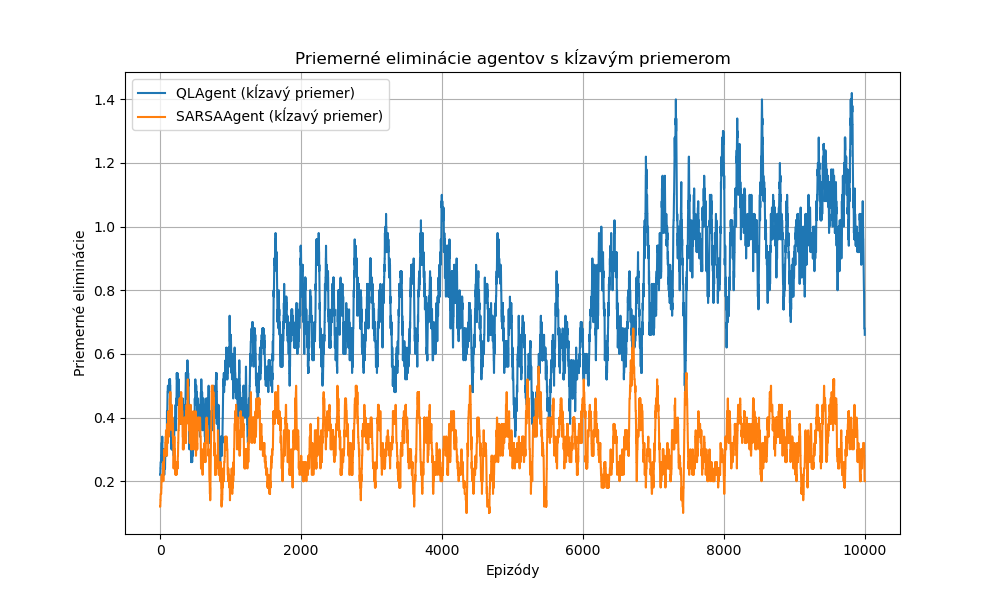 Priemerné eliminácie agentov s kĺzavým priemerom
QLAgent (kĺzavý priemer)
SARSAAgent (kĺzavý priemer)
Priemerné eliminácie
1.4
1.2
1.0
0.8
0.6
0.4
0.2
0
2000
4000
6000
8000
10000
Epizódy